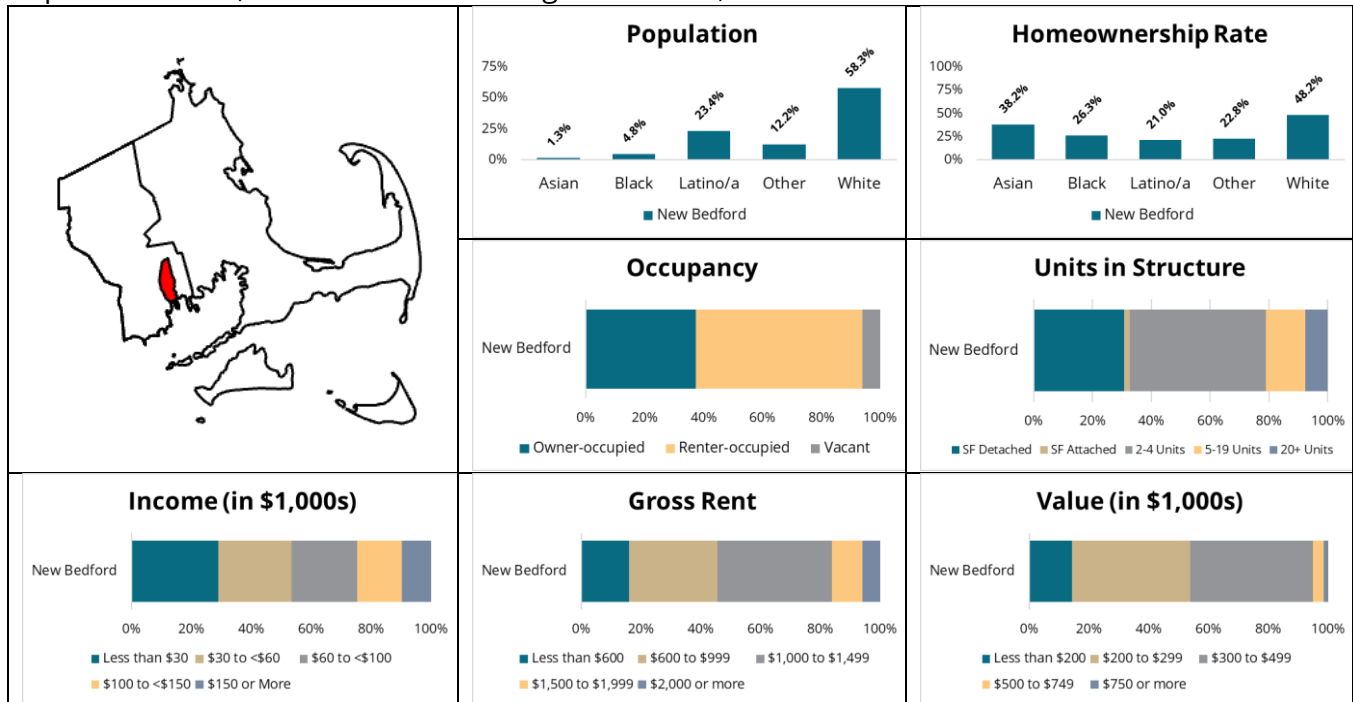 Population
75%
50%
25%
0%
1.3%
4.8%
23.4%
12.2%
58.3%
Asian Black Latino/a Other White
New Bedford
Homeownership Rate
100%
75%
50%
25%
0%
38.2%
26.3%
21.0%
22.8%
48.2%
Asian Black Latino/a Other White
New Bedford
Occupancy
New Bedford
0% 20% 40% 60% 80% 100%
Owner-occupied Renter-occupied Vacant
Units in Structure
New Bedford
0% 20% 40% 60% 80% 100%
SF Detached SF Attached 2-4 Units 5-19 Units 20+ Units
Income (in $1,000s)
New Bedford
0% 20% 40% 60% 80% 100%
Less than $30 $30 to <$60 $60 to <$100
$100 to <$150 $150 or More
Gross Rent
New Bedford
0% 20% 40% 60% 80% 100%
Less than $600 $600 to $999 $1,000 to $1,499
$1,500 to $1,999 $2,000 or more
Value (in $1,000s)
New Bedford
0% 20% 40% 60% 80% 100%
Less than $200 $200 to $299 $300 to $499
$500 to $749 $750 or more